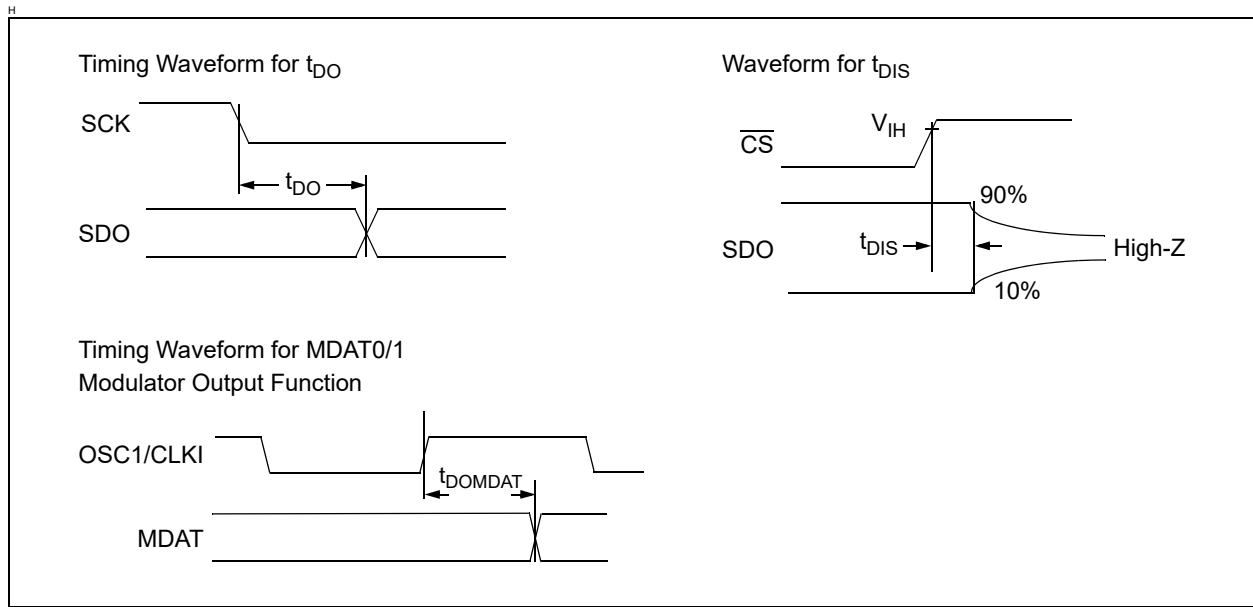 H
Timing Waveform for tDO
SCK
tDO
SDO
Waveform for tDIS
CS
VIH
90%
SDO
tDIS
High-Z
10%
Timing Waveform for MDAT0/1
Modulator Output Function
OSC1/CLKI
tDOMDAT
MDAT